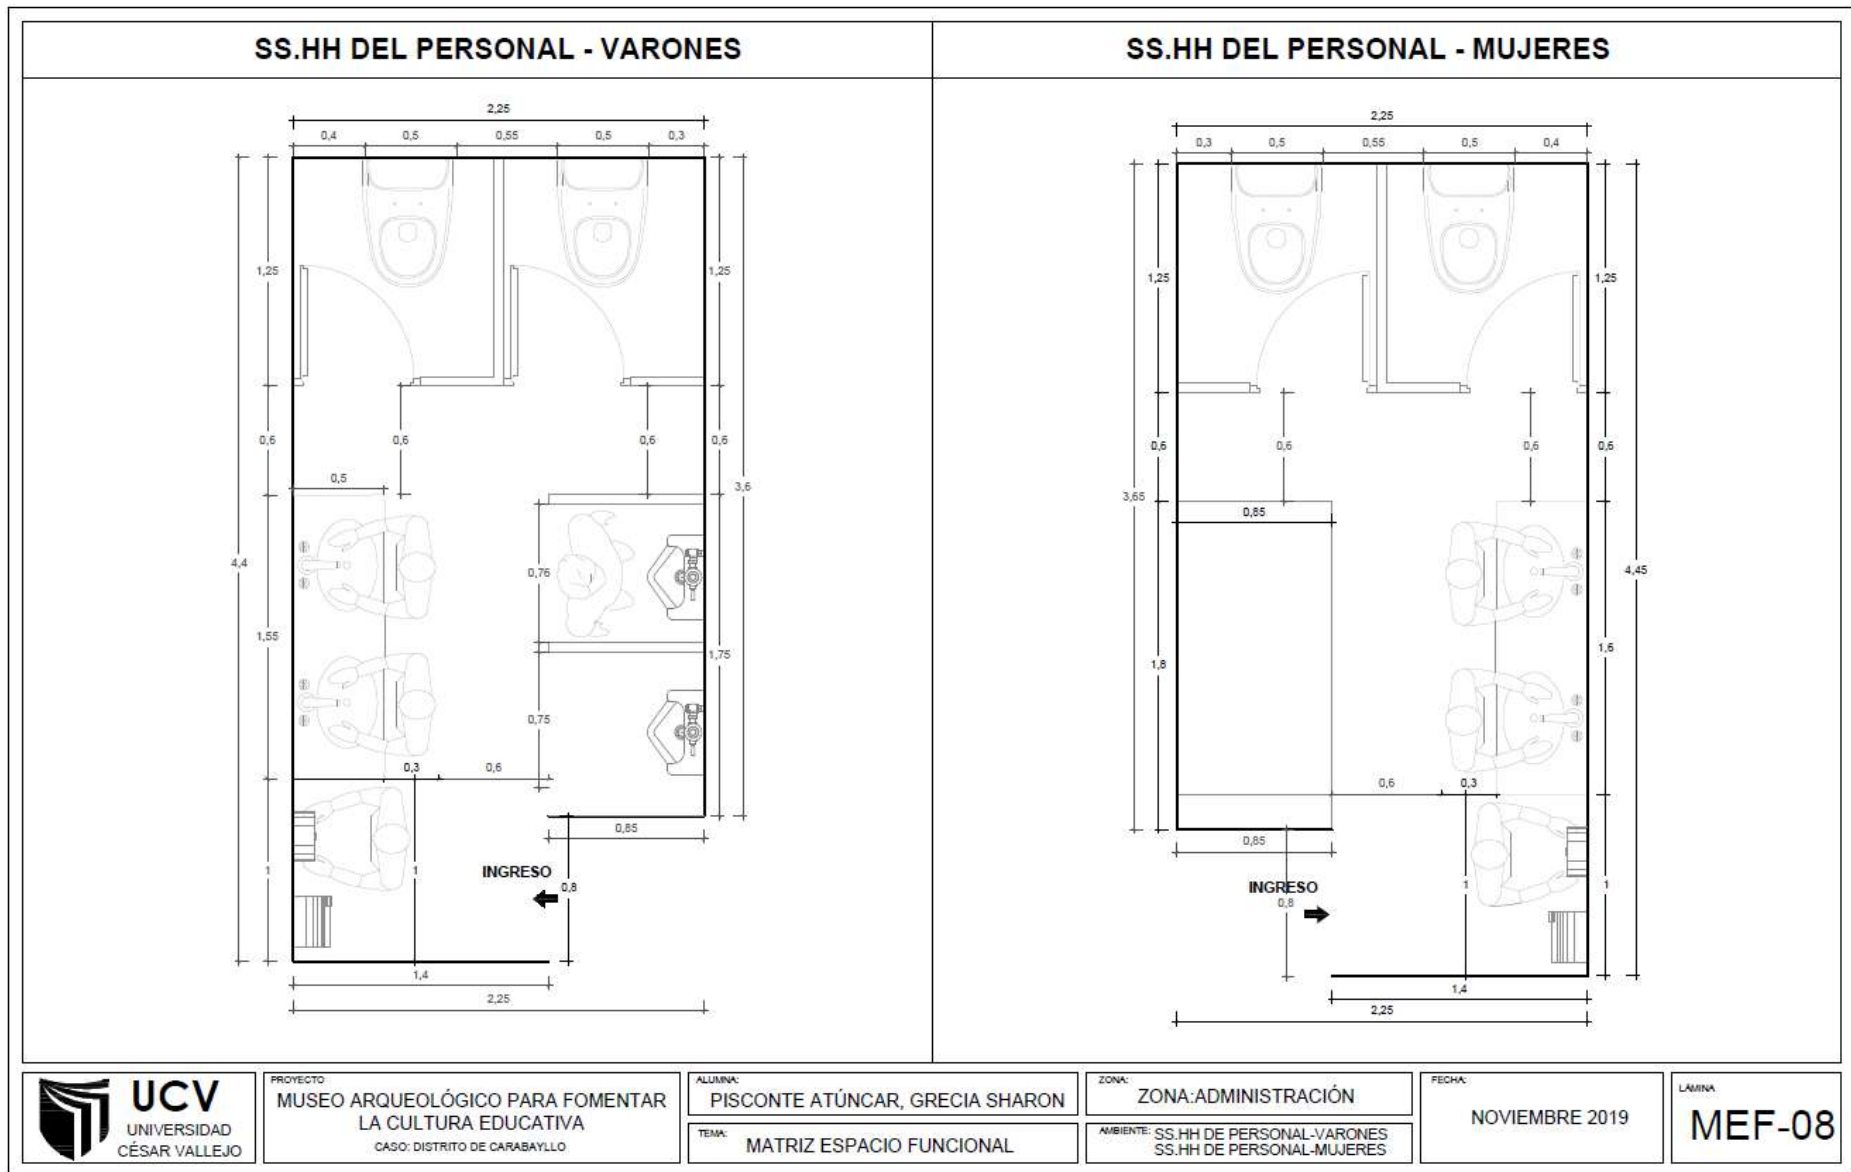 SS.HH DEL PERSONAL - VARONES
SS.HH DEL PERSONAL - MUJERES
2,25
0,4 0,5 0,55 0,5 0,3
1,25
1,25
0,6
0,6
0,6
0,6
0,5
3,6
4,4
0,76
1,55
1,75
0,75
0,3 0,6
0,85
INGRESO
0,8
1
1
1,4
2,25
2,25
0,3 0,5 0,55 0,5 0,4
1,25
1,25
0,6
0,6
0,6
0,6
3,65
0,85
4,45
1,6
1,8
0,6 0,3
0,85
INGRESO
0,8
1
1
1,4
2,25
UCV
UNIVERSIDAD
CÉSAR VALLEJO
PROYECTO
MUSEO ARQUEOLÓGICO PARA FOMENTAR
LA CULTURA EDUCATIVA
CASO: DISTRITO DE CARABAYLLO
ALUMNA:
PISCONTE ATÚNCAR, GRECIA SHARON
TEMA:
MATRIZ ESPACIO FUNCIONAL
ZONA:
ZONA:ADMINISTRACIÓN
AMBIENTE: SS.HH DE PERSONAL-VARONES
SS.HH DE PERSONAL-MUJERES
FECHA:
NOVIEMBRE 2019
LAMINA
MEF-08